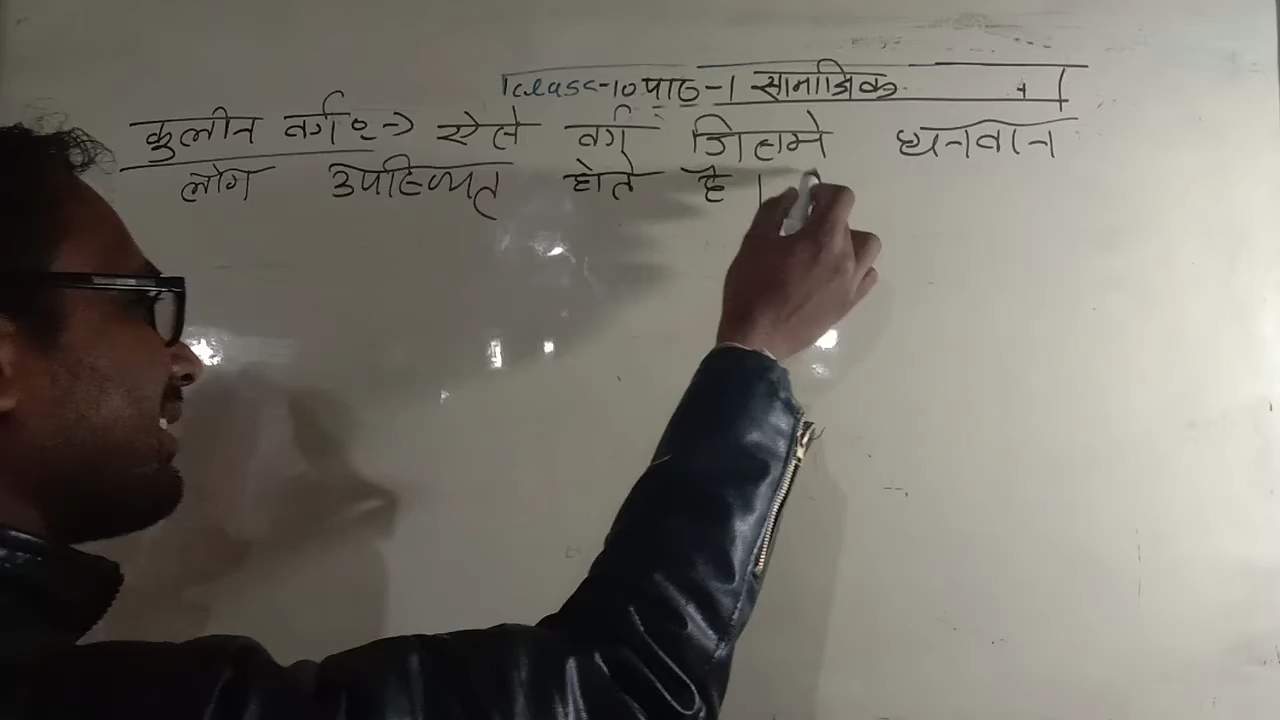 Class-10 पाठ-1 सामाजिक
कुलीन वर्ग :-> ऐसे वर्ग जिसमे धनवान
लोग उपस्थित होते है।